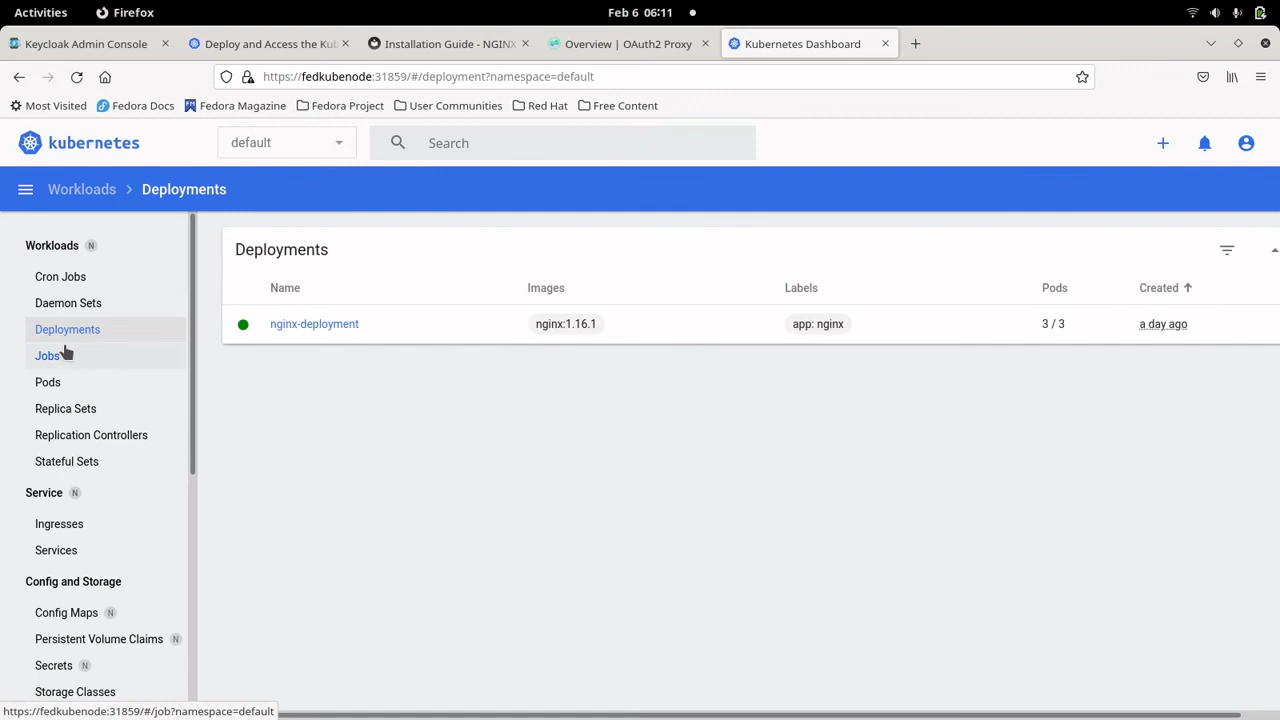 Activities Firefox Feb 6 06:11
Keycloak Admin Console Deploy and Access the Kub Installation Guide - NGINX Overview | OAuth2 Proxy Kubernetes Dashboard
https://fedkubenode:31859/#/deployment?namespace=default
Most Visited Fedora Docs Fedora Magazine Fedora Project User Communities Red Hat Free Content
kubernetes default Search
Workloads Deployments
Workloads N
Cron Jobs
Daemon Sets
Deployments
Jobs
Pods
Replica Sets
Replication Controllers
Stateful Sets
Service N
Ingresses
Services
Config and Storage
Config Maps N
Persistent Volume Claims N
Secrets N
Storage Classes
Deployments
Name Images Labels Pods Created
nginx-deployment nginx:1.16.1 app: nginx 3 / 3 a day ago
https://fedkubenode:31859/#/job?namespace=default